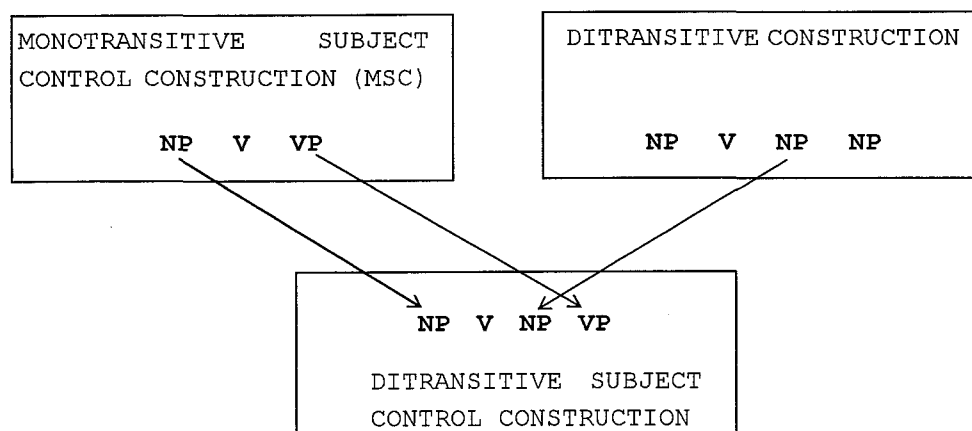 MONOTRANSITIVE SUBJECT
CONTROL CONSTRUCTION (MSC)
NP V VP
DITRANSITIVE CONSTRUCTION
NP V NP NP
NP V NP VP
DITRANSITIVE SUBJECT
CONTROL CONSTRUCTION